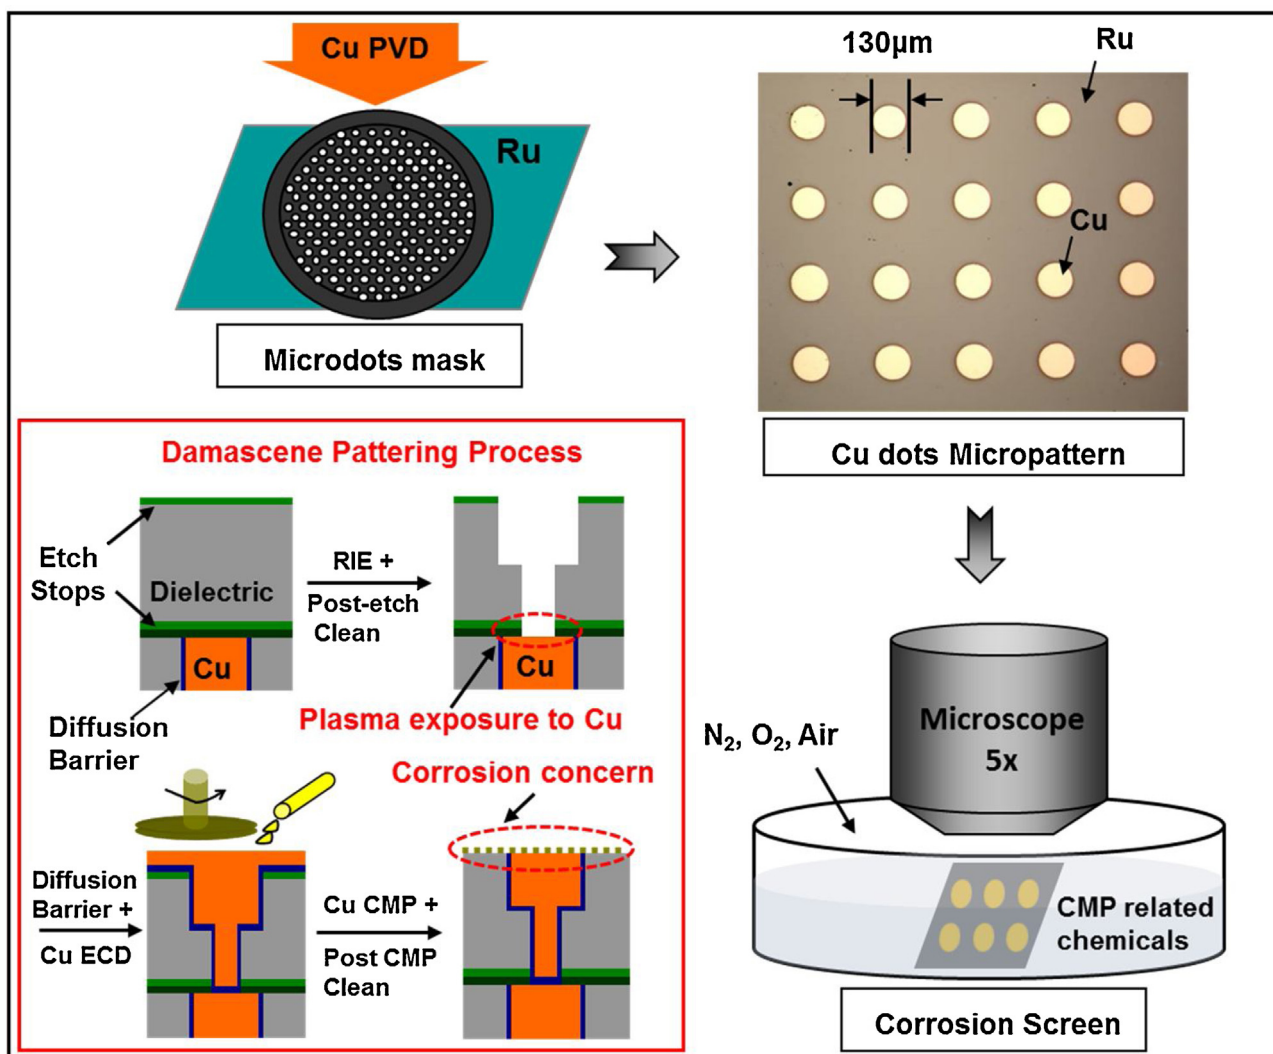 Cu PVD
Ru
Microdots mask
130µm
Ru
Cu
Cu dots Micropattern
Damascene Pattering Process
Etch
Stops
Dielectric
Cu
Diffusion
Barrier
RIE +
Post-etch
Clean
Cu
Plasma exposure to Cu
Corrosion concern
Diffusion
Barrier +
Cu ECD
Cu CMP +
Post CMP
Clean
N₂, O₂, Air
Microscope
5x
CMP related
chemicals
Corrosion Screen